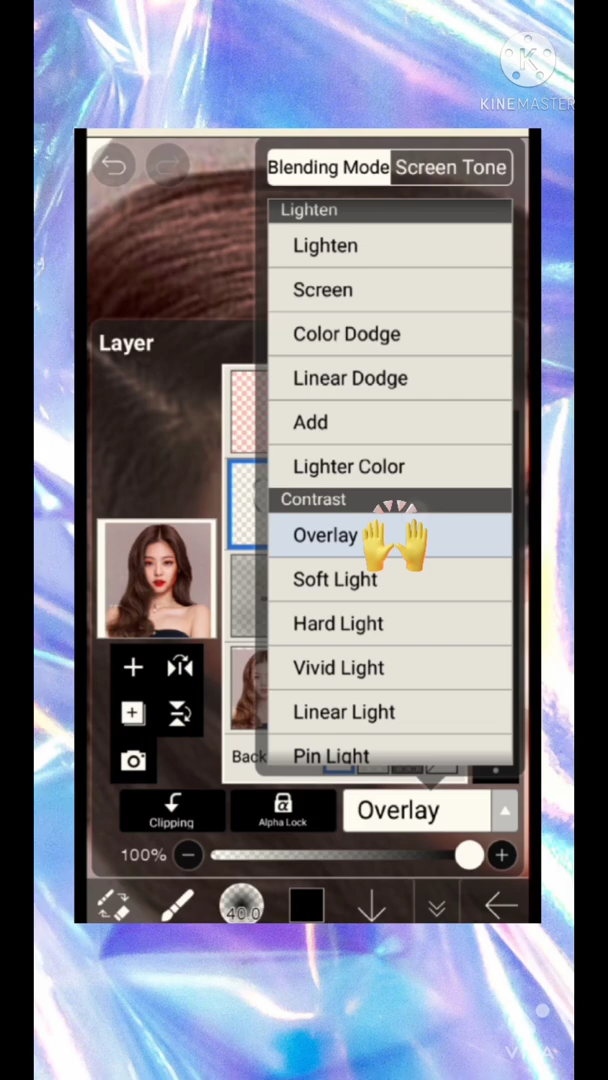 KINEMASTER
Blending Mode
Screen Tone
Lighten
Lighten
Screen
Color Dodge
Linear Dodge
Add
Lighter Color
Contrast
Overlay
Soft Light
Hard Light
Vivid Light
Linear Light
Pin Light
Layer
Back
Clipping
α
Alpha Lock
Overlay
100%
40.0